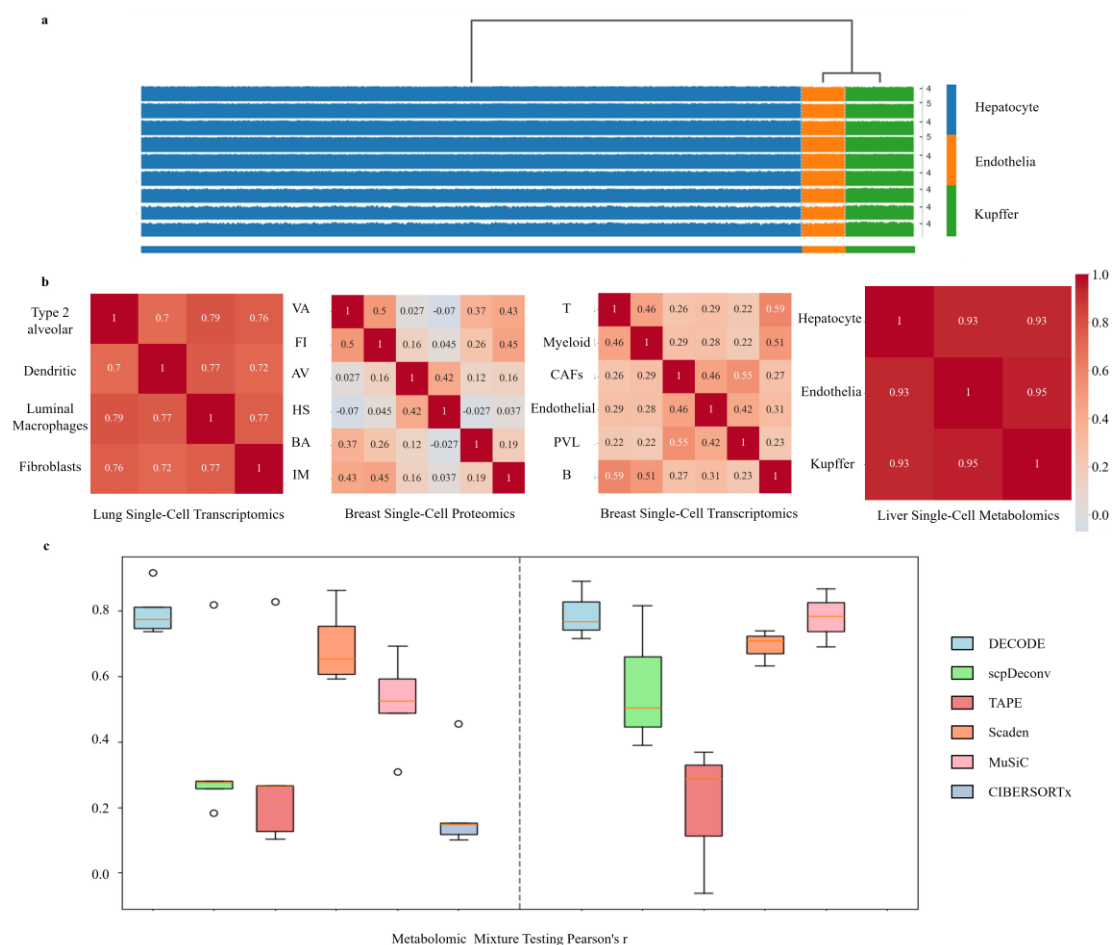 a
4
5
4
5
4
4
4
4
4
Hepatocyte
Endothelia
Kupffer
b
Type 2
alveolar
Dendritic
Luminal
Macrophages
Fibroblasts
1 0.7 0.79 0.76
0.7 1 0.77 0.72
0.79 0.77 1 0.77
0.76 0.72 0.77 1
Lung Single-Cell Transcriptomics
VA
FI
AV
HS
BA
IM
1 0.5 0.027 -0.07 0.37 0.43
0.5 1 0.16 0.045 0.26 0.45
0.027 0.16 1 0.42 0.12 0.16
-0.07 0.045 0.42 1 -0.027 0.037
0.37 0.26 0.12 -0.027 1 0.19
0.43 0.45 0.16 0.037 0.19 1
Breast Single-Cell Proteomics
T
Myeloid
CAFs
Endothelial
PVL
B
1 0.46 0.26 0.29 0.22 0.59
0.46 1 0.29 0.28 0.22 0.51
0.26 0.29 1 0.46 0.55 0.27
0.29 0.28 0.46 1 0.42 0.31
0.22 0.22 0.55 0.42 1 0.23
0.59 0.51 0.27 0.31 0.23 1
Breast Single-Cell Transcriptomics
Hepatocyte
Endothelia
Kupffer
1 0.93 0.93
0.93 1 0.95
0.93 0.95 1
Liver Single-Cell Metabolomics
1.0
0.8
0.6
0.4
0.2
0.0
c
0.8
0.6
0.4
0.2
0.0
DECODE
scpDeconv
TAPE
Scaden
MuSiC
CIBERSORTx
Metabolomic Mixture Testing Pearson's r